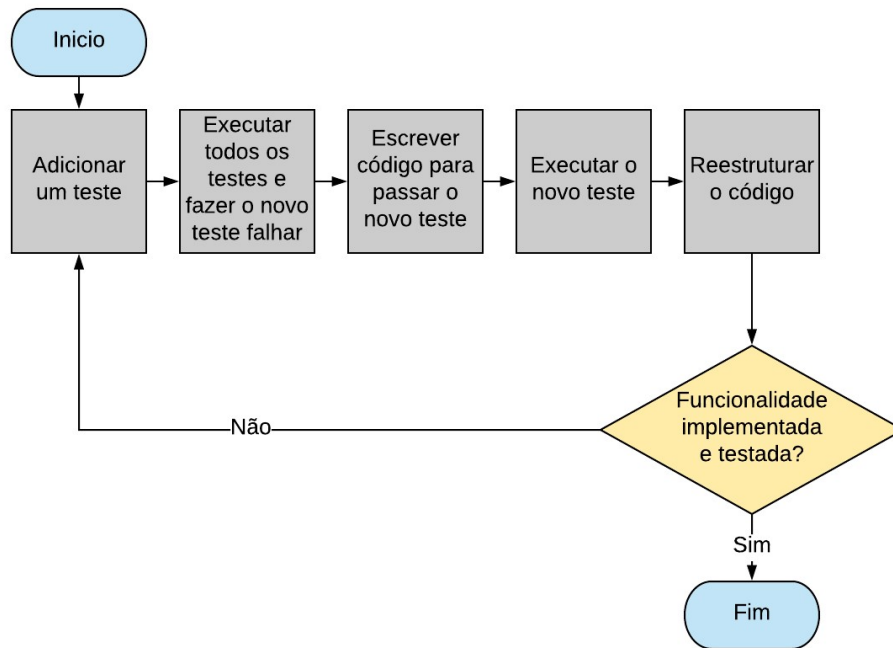 Inicio
Adicionar
um teste
Executar
todos os
testes e
fazer o novo
teste falhar
Escrever
código para
passar o
novo teste
Executar o
novo teste
Reestruturar
o código
Funcionalidade
implementada
e testada?
Não
Sim
Fim